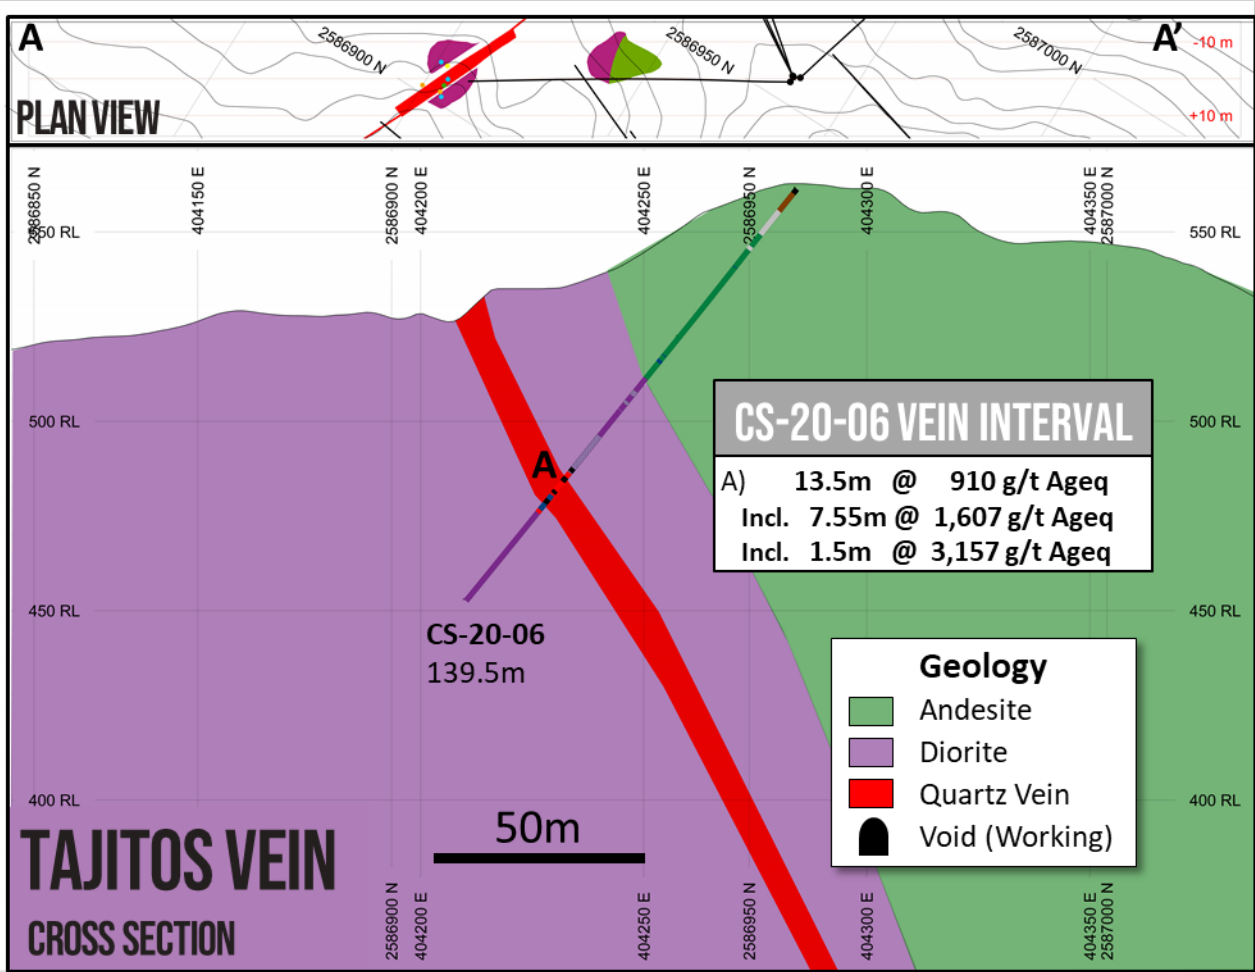 A
2586900 N
2586950 N
2587000 N
A'
-10 m
+10 m
PLAN VIEW
2586850 N
404150 E
2586900 N
404200 E
404250 E
2586950 N
404300 E
404350 E
2587000 N
550 RL
550 RL
500 RL
500 RL
CS-20-06 VEIN INTERVAL
A) 13.5m @ 910 g/t Ageq
Incl. 7.55m @ 1,607 g/t Ageq
Incl. 1.5m @ 3,157 g/t Ageq
A
450 RL
450 RL
CS-20-06
139.5m
Geology
Andesite
Diorite
Quartz Vein
Void (Working)
400 RL
400 RL
50m
TAJITOS VEIN
CROSS SECTION
2586900 N
404200 E
404250 E
2586950 N
404300 E
404350 E
2587000 N